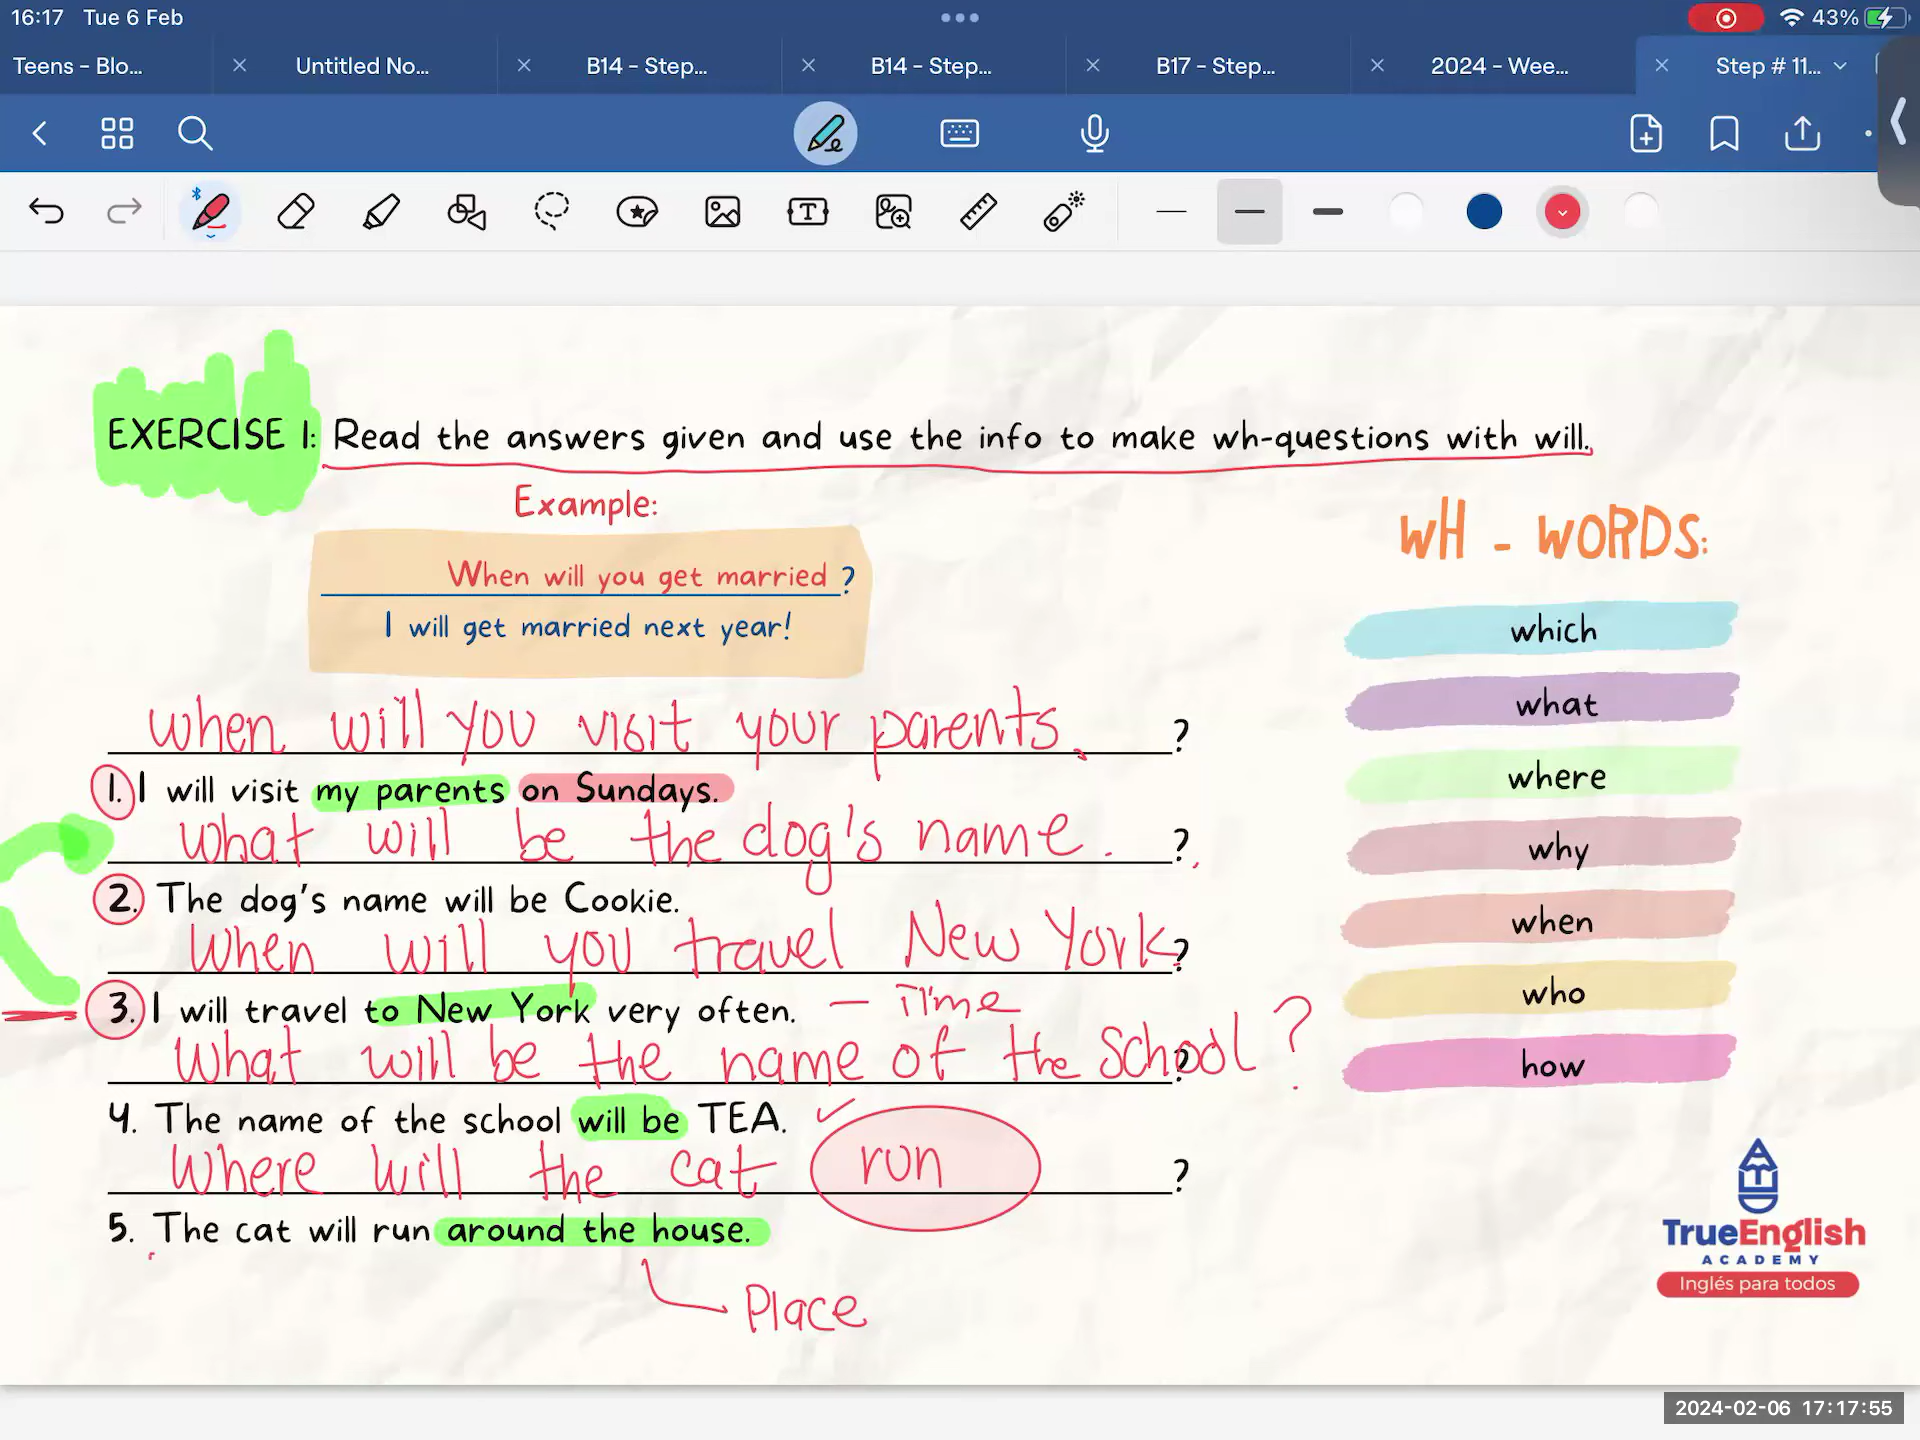 16:17 Tue 6 Feb 43%
Teens - Blo... Untitled No... B14 - Step... B14 - Step... B17 - Step... 2024 - Wee... Step # 11...
EXERCISE 1: Read the answers given and use the info to make wh-questions with will.
Example:
When will you get married?
I will get married next year!
when will you visit your parents. ?
1. I will visit my parents on Sundays.
what will be the dog's name. ?
2. The dog's name will be Cookie.
When will you travel New York ?
3. I will travel to New York very often. - Time
What will be the name of the school ? ?
4. The name of the school will be TEA.
Where will the cat run ?
5. The cat will run around the house.
Place
WH - WORDS:
which
what
where
why
when
who
how
TrueEnglish
ACADEMY
Inglés para todos
2024-02-06 17:17:55